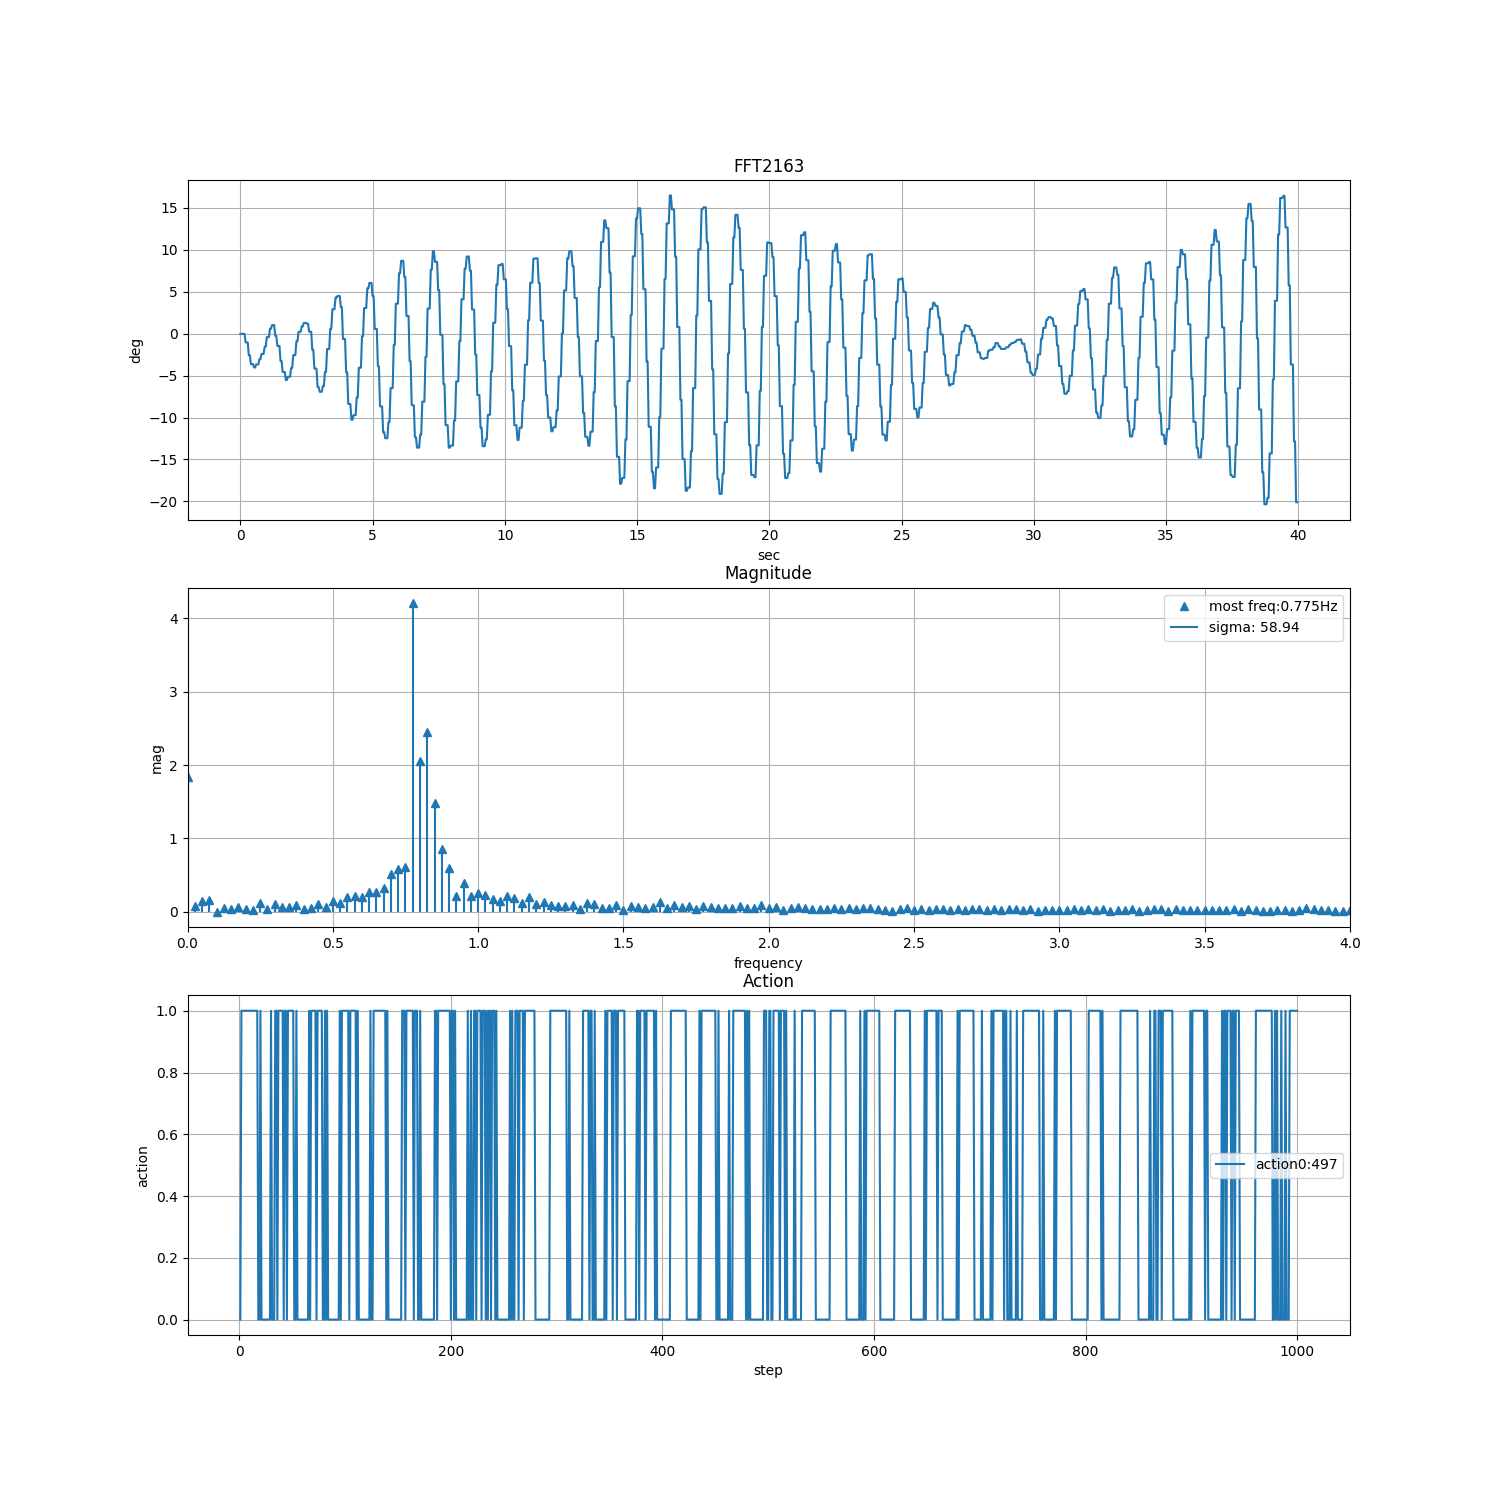 FFT2163
15
10
5
0
−5
−10
−15
−20
deg
0 5 10 15 20 25 30 35 40
sec
Magnitude
4
3
2
1
0
mag
most freq:0.775Hz
sigma: 58.94
0.0 0.5 1.0 1.5 2.0 2.5 3.0 3.5 4.0
frequency
Action
1.0
0.8
0.6
0.4
0.2
0.0
action
action0:497
0 200 400 600 800 1000
step